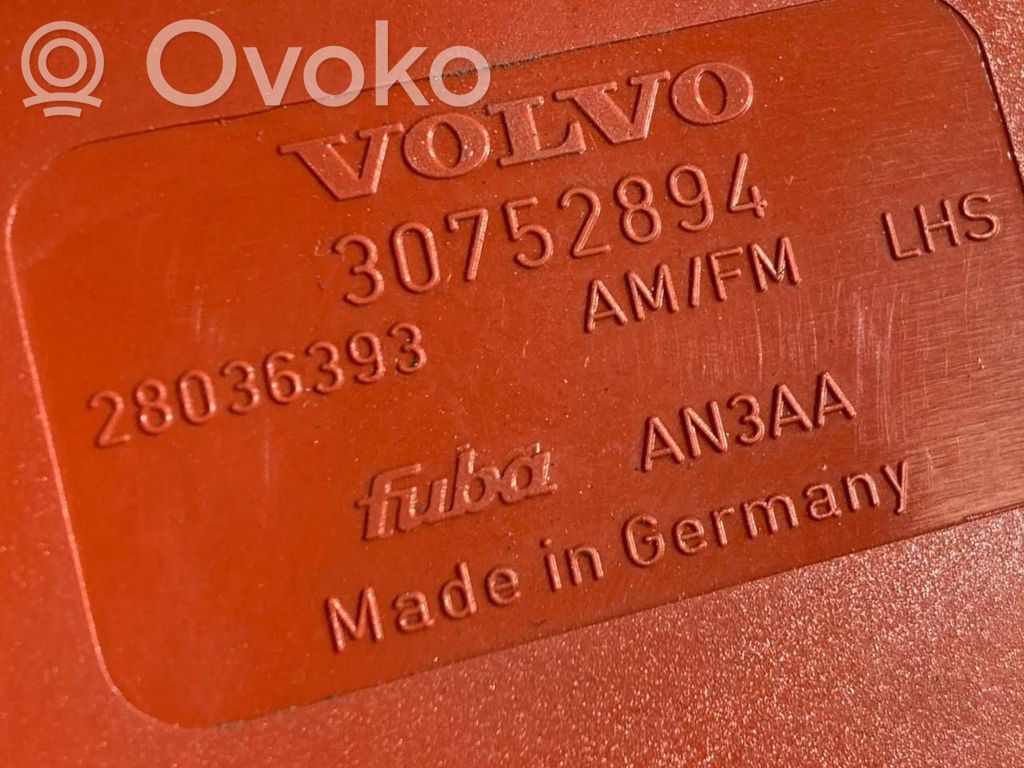 Ovoko
VOLVO
30752894
AM/FM LHS
28036393
fuba AN3AA
Made in Germany